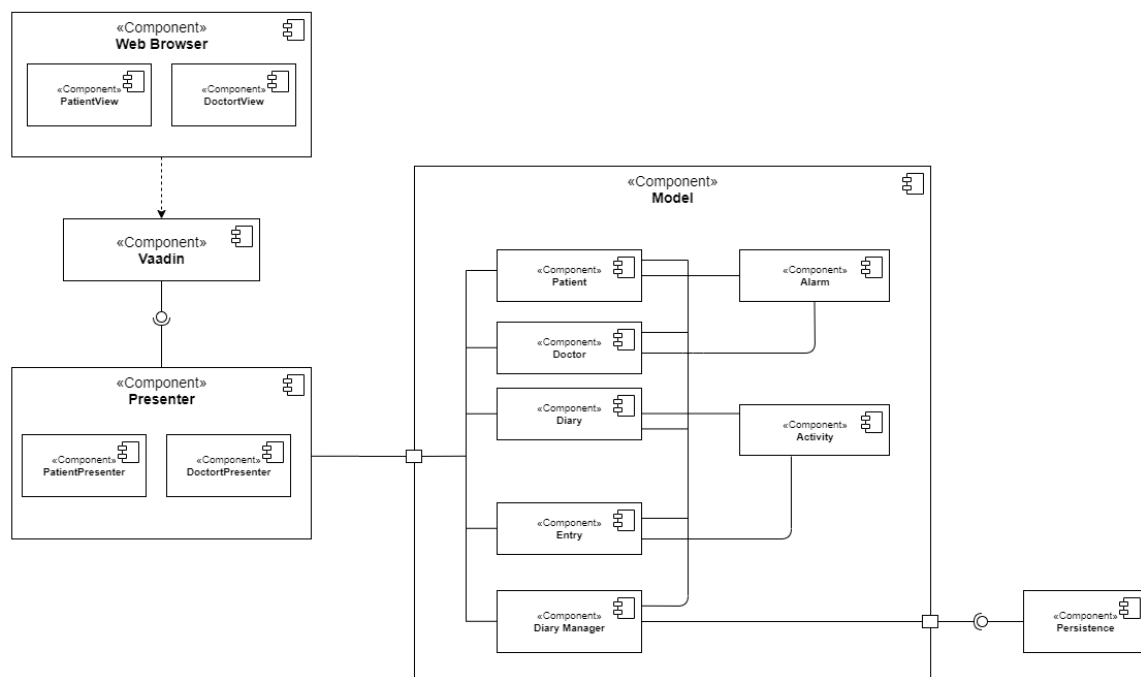 «Component»
Web Browser
«Component»
PatientView
«Component»
DoctortView
«Component»
Vaadin
«Component»
Presenter
«Component»
PatientPresenter
«Component»
DoctortPresenter
«Component»
Model
«Component»
Patient
«Component»
Alarm
«Component»
Doctor
«Component»
Diary
«Component»
Activity
«Component»
Entry
«Component»
Diary Manager
«Component»
Persistence